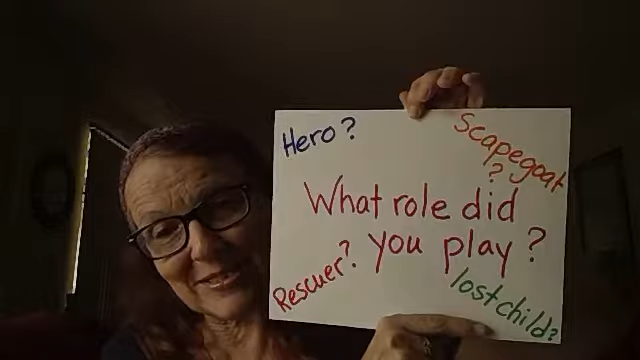 Hero?
Scapegoat
?
What role did
you play?
Rescuer?
lost child?